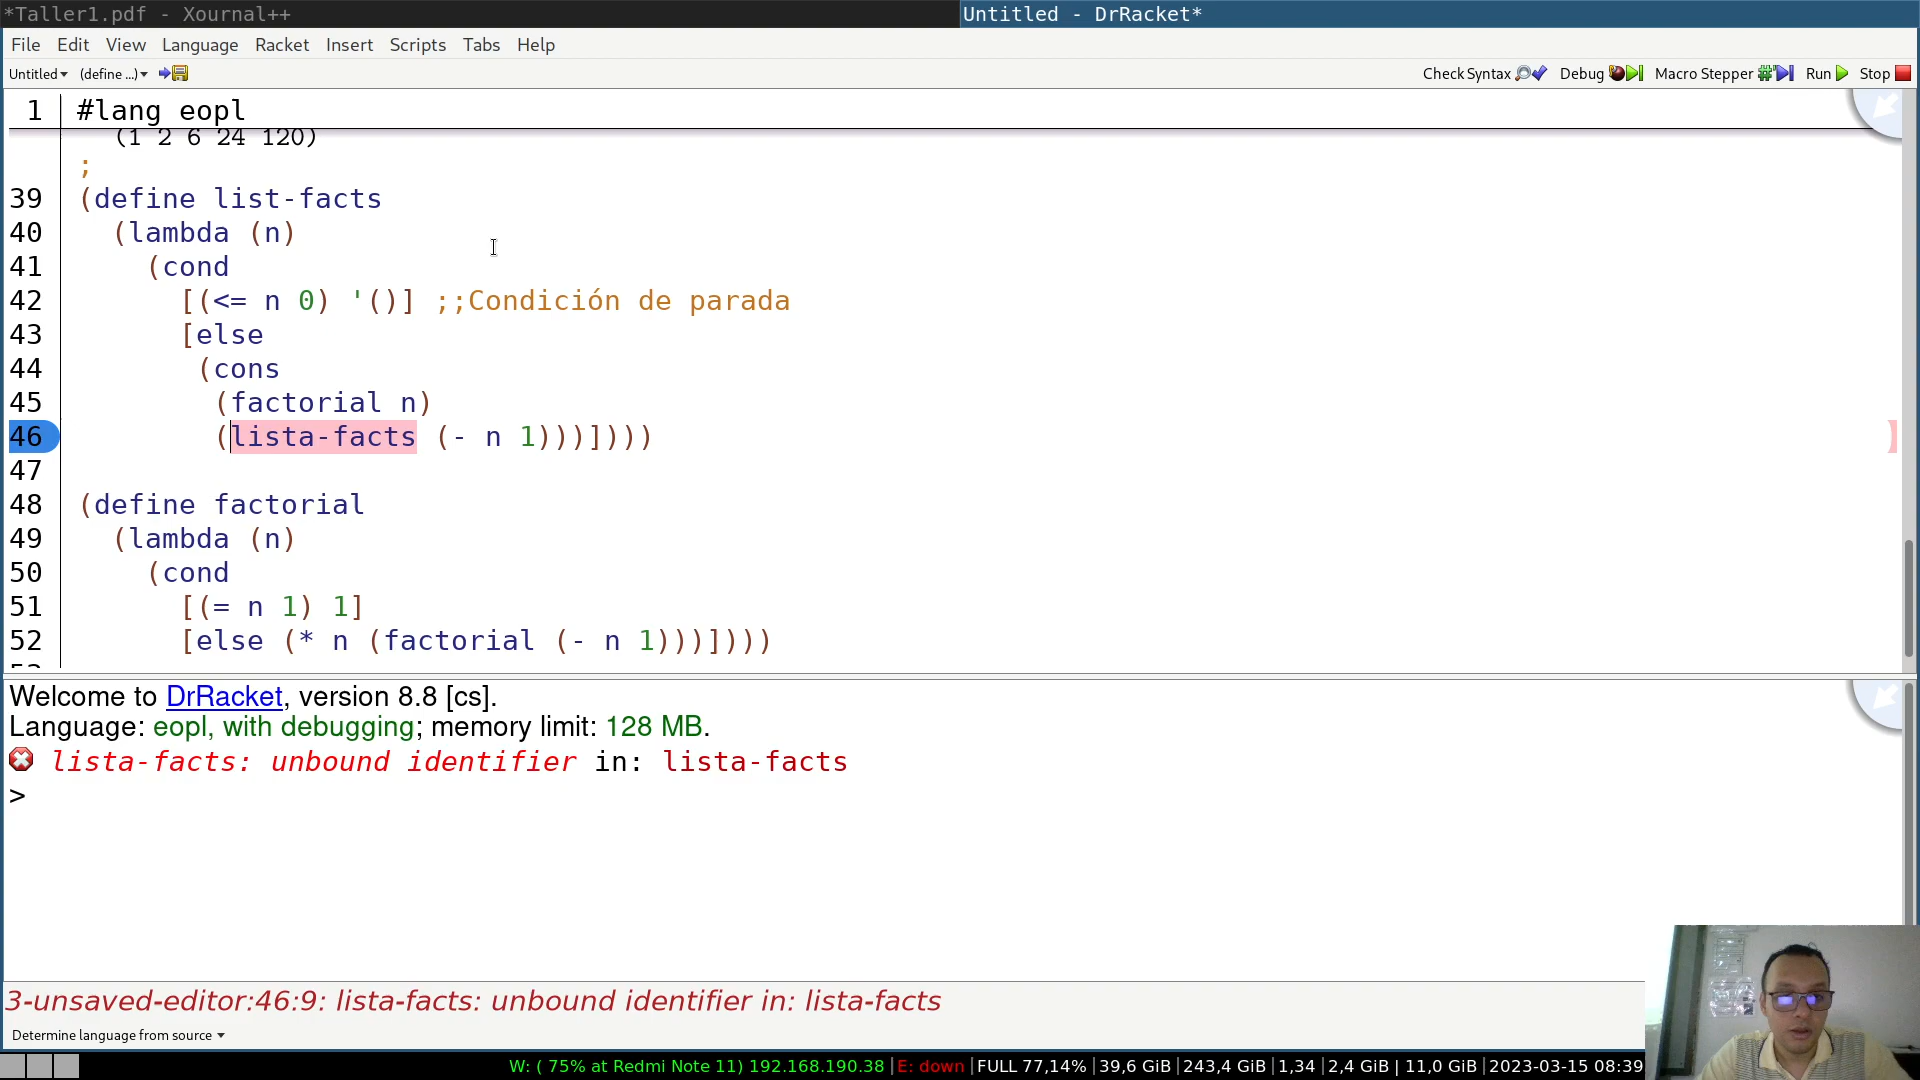 *Taller1.pdf - Xournal++
Untitled - DrRacket*
File Edit View Language Racket Insert Scripts Tabs Help
Untitled (define ...) Check Syntax Debug Macro Stepper Run Stop
1 #lang eopl
(1 2 6 24 120)
;
39 (define list-facts
40 (lambda (n)
41 (cond
42 [(<= n 0) '()] ;;Condición de parada
43 [else
44 (cons
45 (factorial n)
46 (lista-facts (- n 1)))])))
47
48 (define factorial
49 (lambda (n)
50 (cond
51 [(= n 1) 1]
52 [else (* n (factorial (- n 1)))])))
53
Welcome to DrRacket, version 8.8 [cs].
Language: eopl, with debugging; memory limit: 128 MB.
lista-facts: unbound identifier in: lista-facts
>
3-unsaved-editor:46:9: lista-facts: unbound identifier in: lista-facts
Determine language from source
W: ( 75% at Redmi Note 11) 192.168.190.38 |E: down |FULL 77,14% |39,6 GiB |243,4 GiB |1,34 |2,4 GiB | 11,0 GiB |2023-03-15 08:39